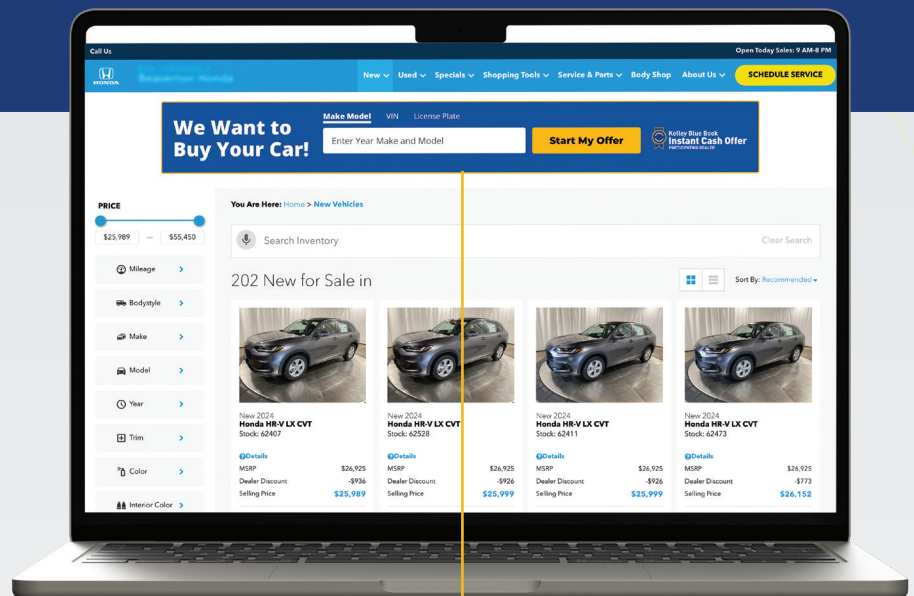 Call Us
Open Today Sales: 9 AM-8 PM
HONDA
New
Used
Specials
Shopping Tools
Service & Parts
Body Shop
About Us
SCHEDULE SERVICE
We Want to
Buy Your Car!
Make Model
VIN
License Plate
Enter Year Make and Model
Start My Offer
Kelley Blue Book
Instant Cash Offer
PARTICIPATING DEALER
PRICE
$25,989 — $55,450
Mileage
Bodystyle
Make
Model
Year
Trim
Color
Interior Color
You Are Here: Home > New Vehicles
Search Inventory
Clear Search
202 New for Sale in
Sort By: Recommended
New 2024
Honda HR-V LX CVT
Stock: 62407
Details
MSRP $26,925
Dealer Discount -$936
Selling Price $25,989
New 2024
Honda HR-V LX CVT
Stock: 62528
Details
MSRP $26,925
Dealer Discount -$926
Selling Price $25,999
New 2024
Honda HR-V LX CVT
Stock: 62411
Details
MSRP $26,925
Dealer Discount -$926
Selling Price $25,999
New 2024
Honda HR-V LX CVT
Stock: 62473
Details
MSRP $26,925
Dealer Discount -$773
Selling Price $26,152